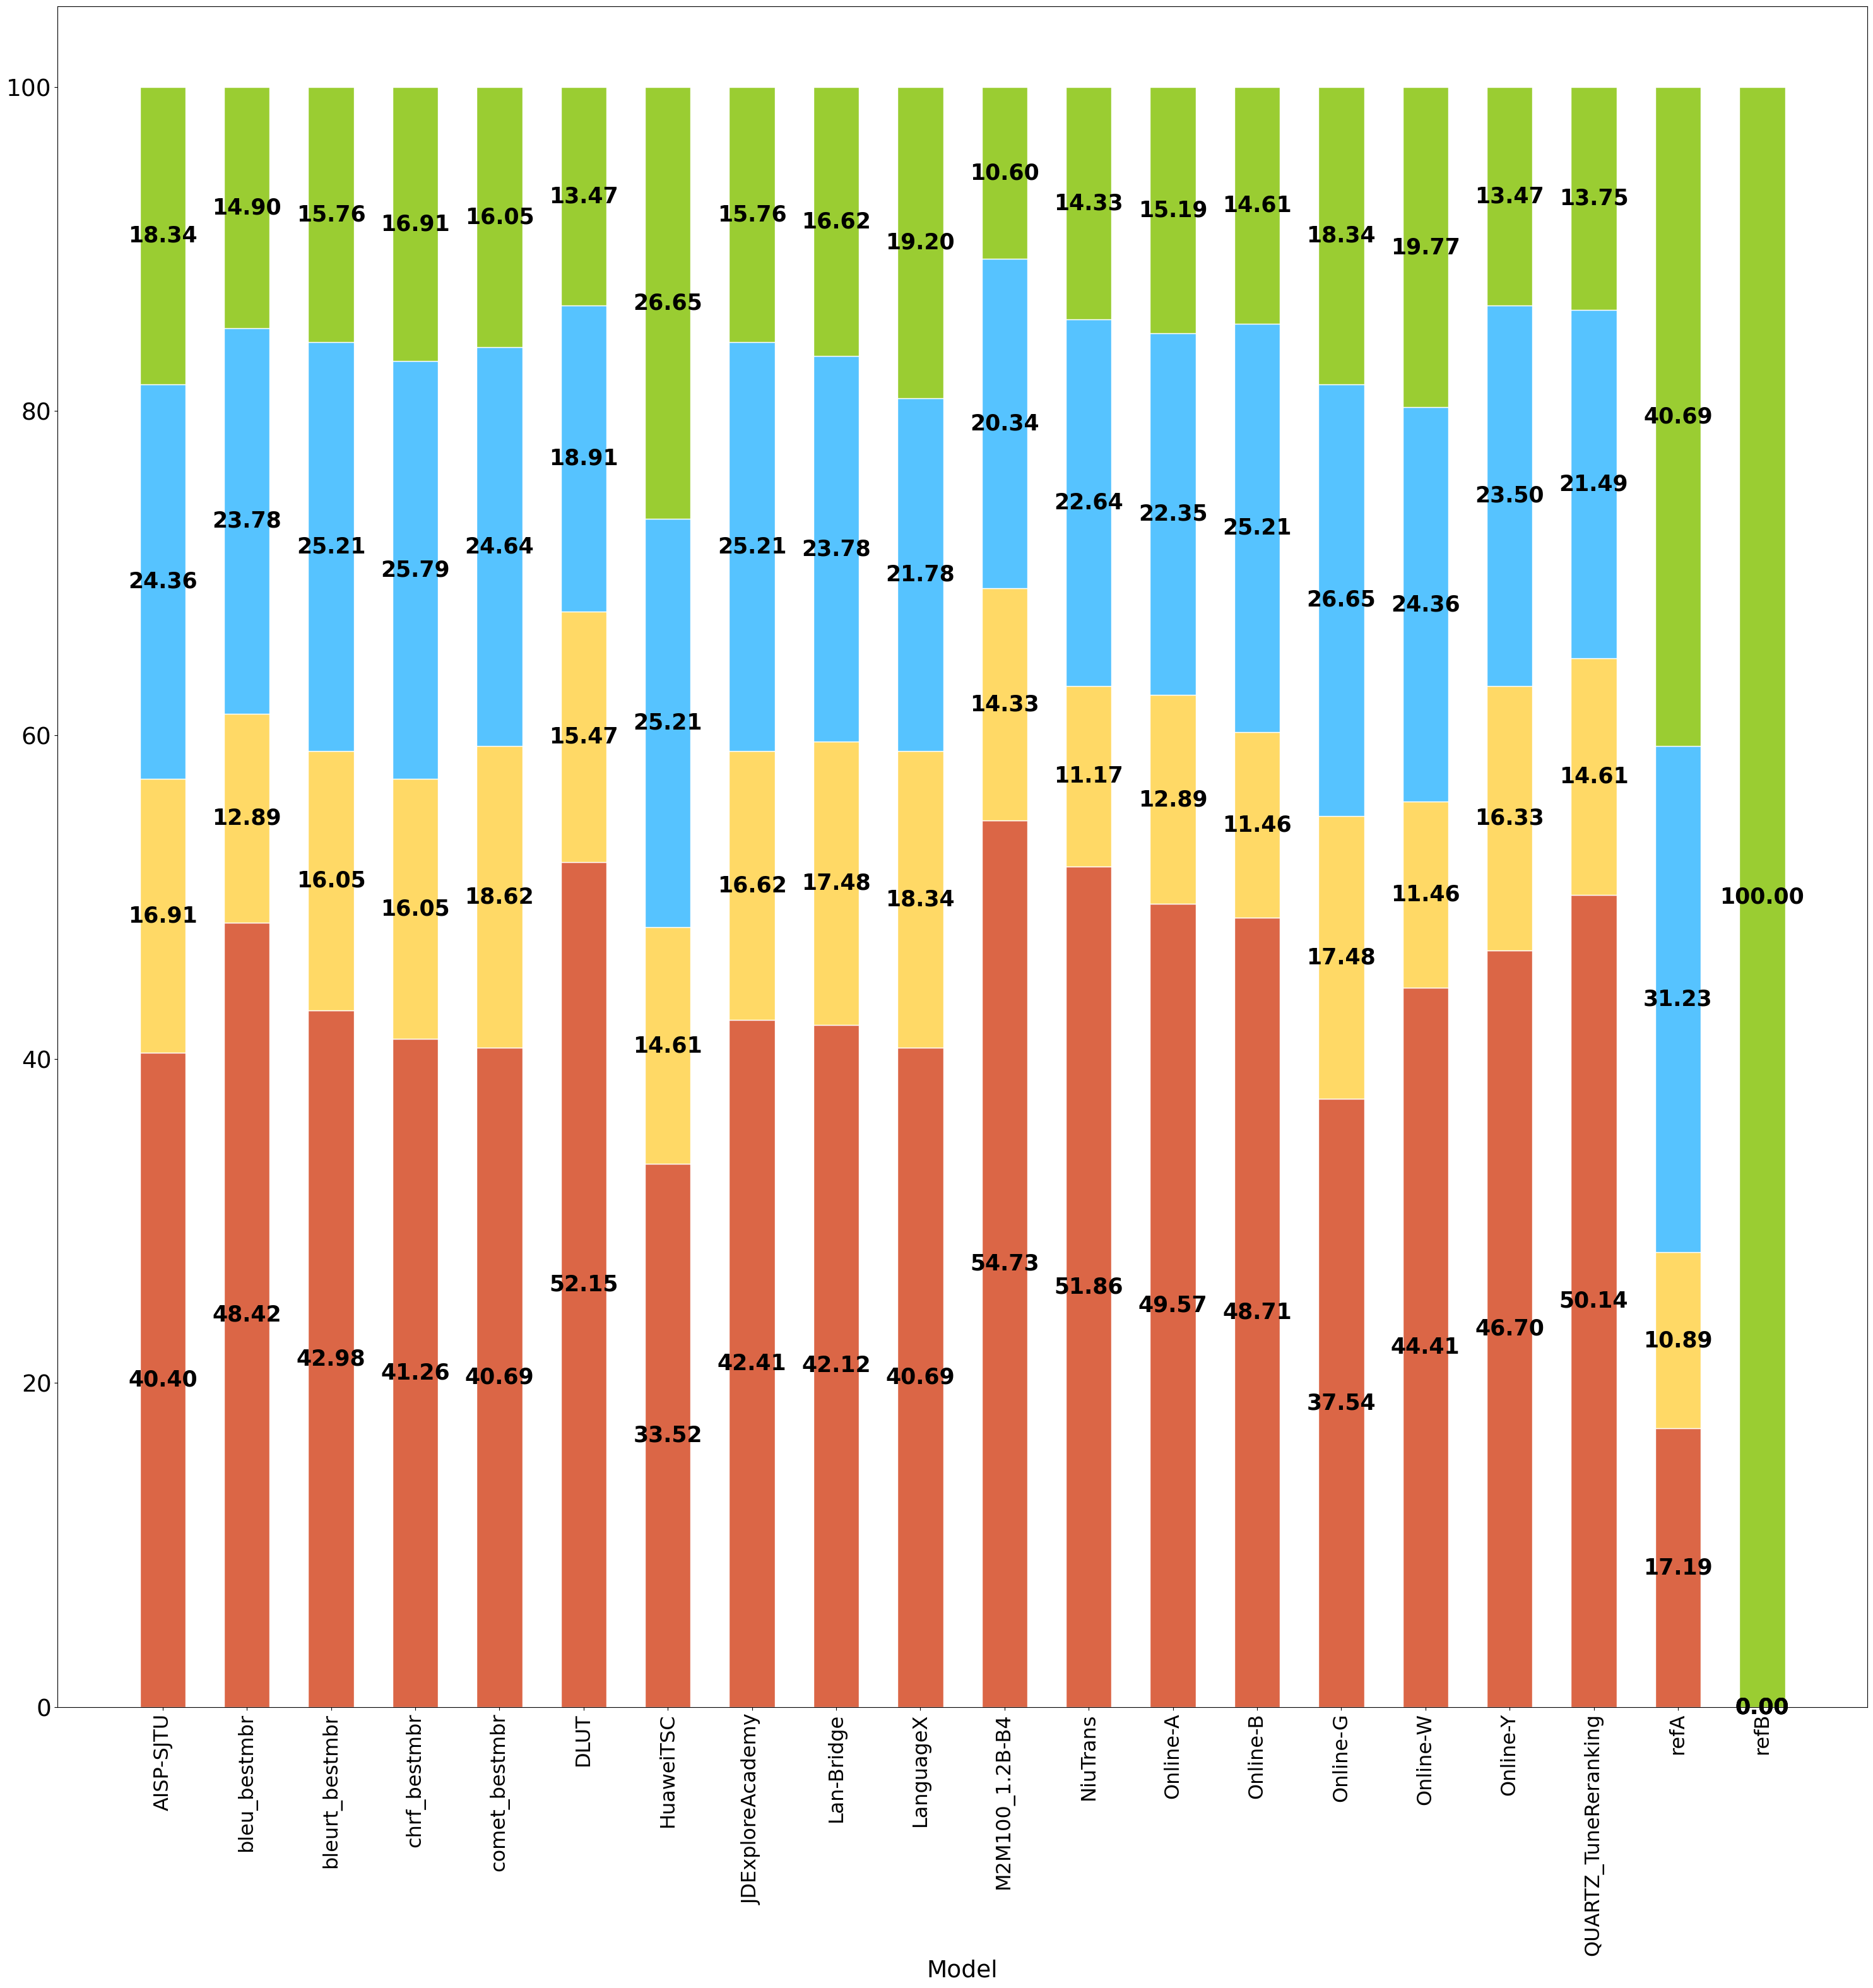 100
80
60
40
20
0
18.34 14.90 15.76 16.91 16.05 13.47 26.65 15.76 16.62 19.20 10.60 14.33 15.19 14.61 18.34 19.77 13.47 13.75 40.69 100.00
24.36 23.78 25.21 25.79 24.64 18.91 25.21 25.21 23.78 21.78 20.34 22.64 22.35 25.21 26.65 24.36 23.50 21.49 31.23
16.91 12.89 16.05 16.05 18.62 15.47 14.61 16.62 17.48 18.34 14.33 11.17 12.89 11.46 17.48 11.46 16.33 14.61 10.89
40.40 48.42 42.98 41.26 40.69 52.15 33.52 42.41 42.12 40.69 54.73 51.86 49.57 48.71 37.54 44.41 46.70 50.14 17.19 0.00
AISP-SJTU
bleu_bestmbr
bleurt_bestmbr
chrf_bestmbr
comet_bestmbr
DLUT
HuaweiTSC
JDExploreAcademy
Lan-Bridge
LanguageX
M2M100_1.2B-B4
NiuTrans
Online-A
Online-B
Online-G
Online-W
Online-Y
QUARTZ_TuneReranking
refA
refB
Model